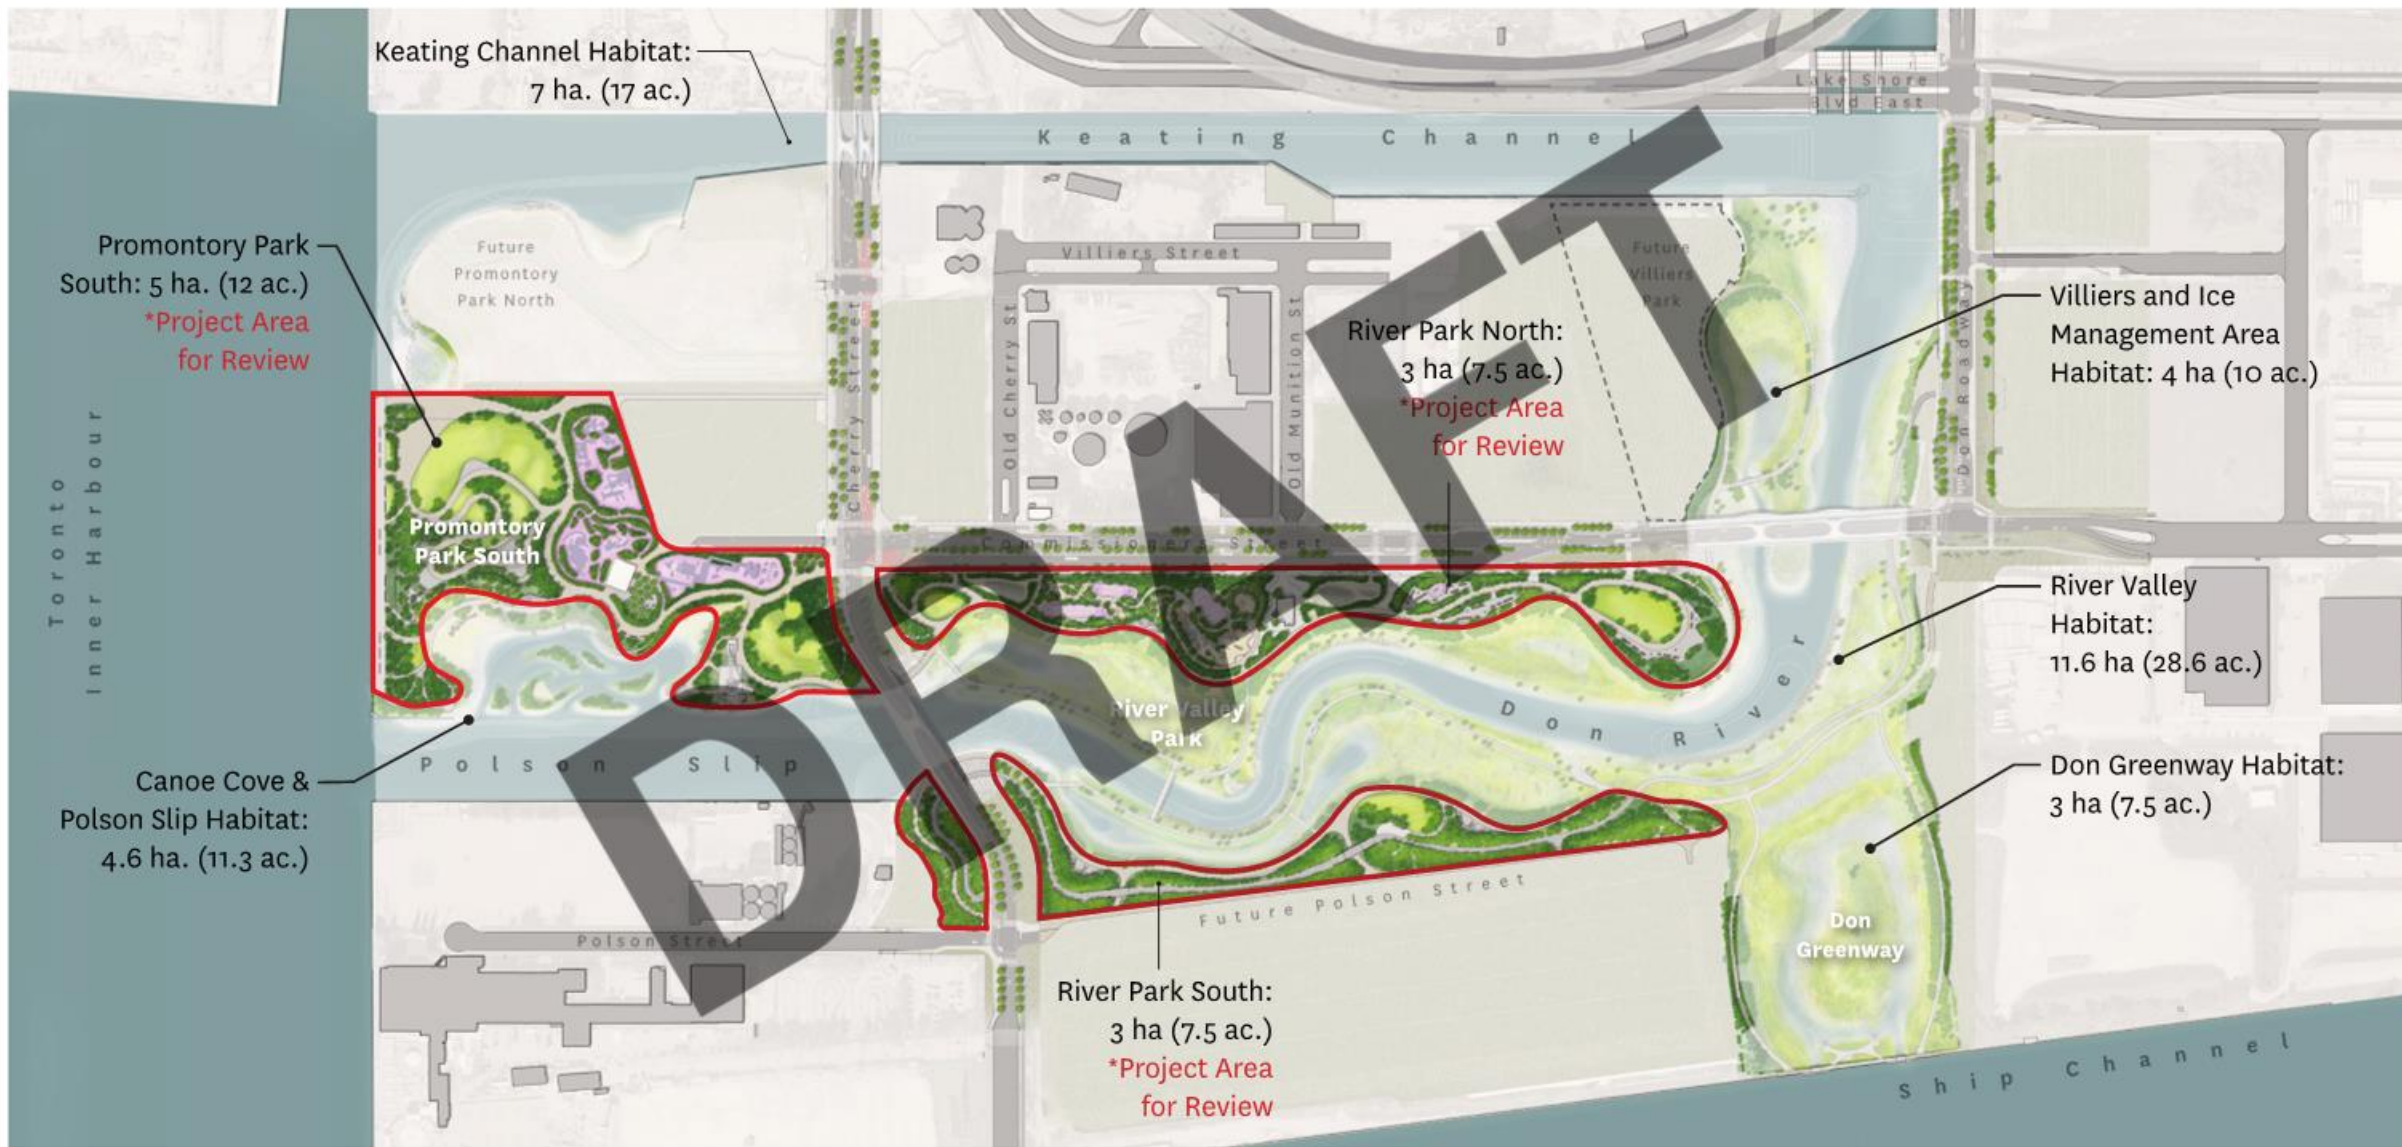 Keating Channel Habitat:
7 ha. (17 ac.)
Lake Shore
Blvd East
Keating Channel
Promontory Park
South: 5 ha. (12 ac.)
*Project Area
for Review
Future
Promontory
Park North
Villiers Street
Future
Villiers
Park
Villiers and Ice
Management Area
Habitat: 4 ha (10 ac.)
River Park North:
3 ha (7.5 ac.)
*Project Area
for Review
Cherry Street
Old Cherry St
Old Munition St
Don Roadway
Toronto
Inner Harbour
Promontory
Park South
Commissioners Street
DRAFT
River Valley
Habitat:
11.6 ha (28.6 ac.)
River Valley
Park
Don River
Canoe Cove &
Polson Slip Habitat:
4.6 ha. (11.3 ac.)
Polson Slip
Don Greenway Habitat:
3 ha (7.5 ac.)
Future Polson Street
Polson Street
Don
Greenway
River Park South:
3 ha (7.5 ac.)
*Project Area
for Review
Ship Channel